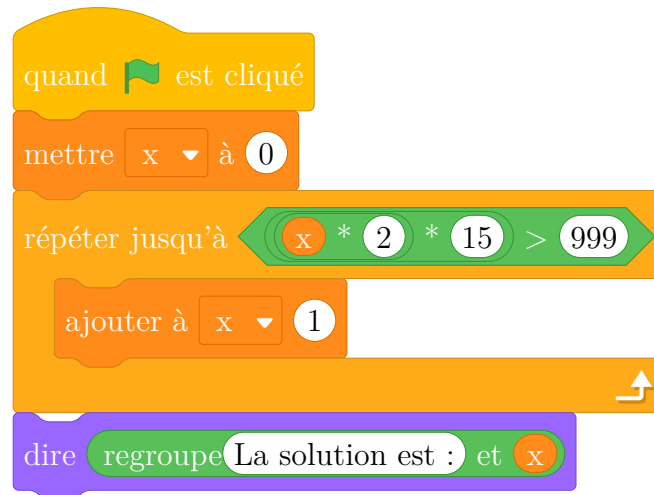 quand est cliqué
mettre x à 0
répéter jusqu'à x * 2 * 15 > 999
ajouter à x 1
dire regroupe La solution est : et x